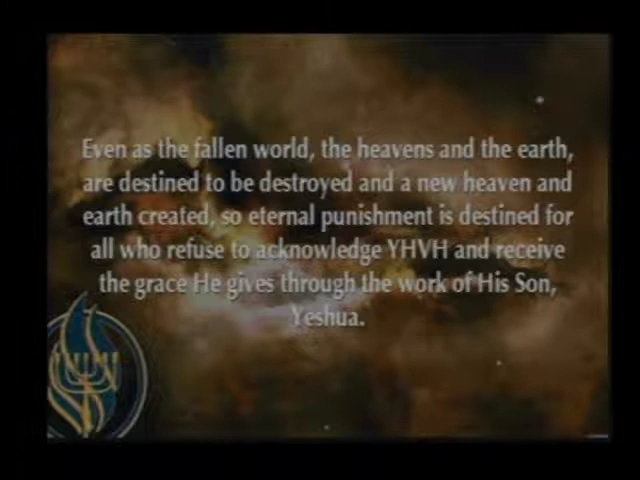 Even as the fallen world, the heavens and the earth,
are destined to be destroyed and a new heaven and
earth created, so eternal punishment is destined for
all who refuse to acknowledge YHVH and receive
the grace He gives through the work of His Son,
Yeshua.